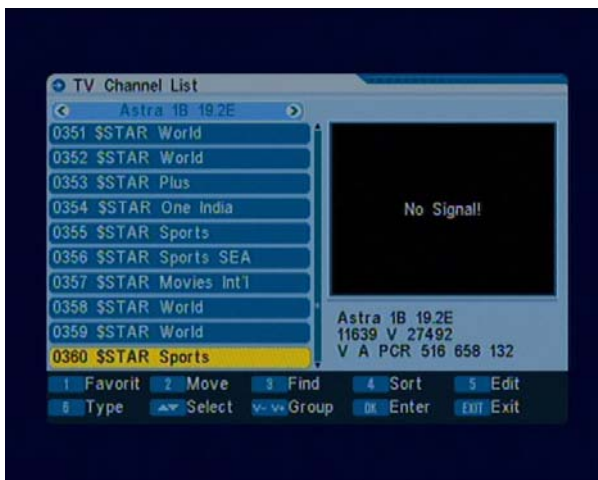 TV Channel List
Astra 1B 19.2E
0351 $STAR World
0352 $STAR World
0353 $STAR Plus
0354 $STAR One India
0355 $STAR Sports
0356 $STAR Sports SEA
0357 $STAR Movies Int'l
0358 $STAR World
0359 $STAR World
0360 $STAR Sports
No Signal!
Astra 1B 19.2E
11639 V 27492
V A PCR 516 658 132
1 Favorit 2 Move 3 Find 4 Sort 5 Edit
6 Type Select V- V+ Group OK Enter EXIT Exit